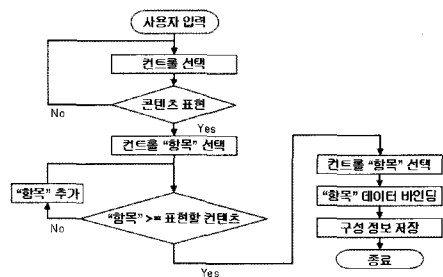 사용자 입력
컨트롤 선택
콘텐츠 표현
No
Yes
컨트롤 “항목” 선택
“항목” 추가
“항목” >= 표현할 컨텐츠
No
Yes
컨트롤 “항목” 선택
“항목” 데이터 바인딩
구성 정보 저장
종료